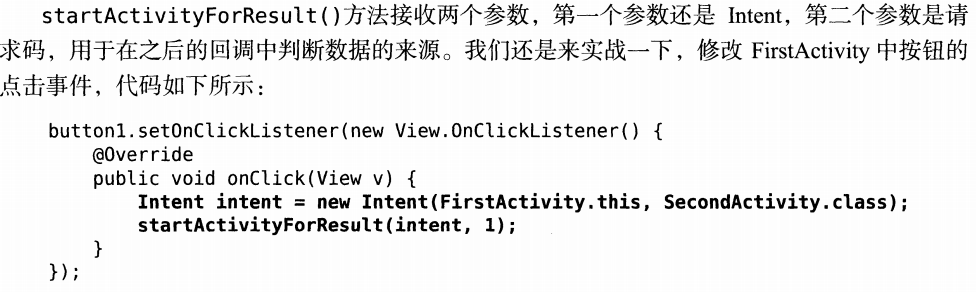 startActivityForResult()方法接收两个参数，第一个参数还是 Intent，第二个参数是请
求码，用于在之后的回调中判断数据的来源。我们还是来实战一下，修改 FirstActivity 中按钮的
点击事件，代码如下所示：
button1.setOnClickListener(new View.OnClickListener() {
    @Override
    public void onClick(View v) {
        Intent intent = new Intent(FirstActivity.this, SecondActivity.class);
        startActivityForResult(intent, 1);
    }
});